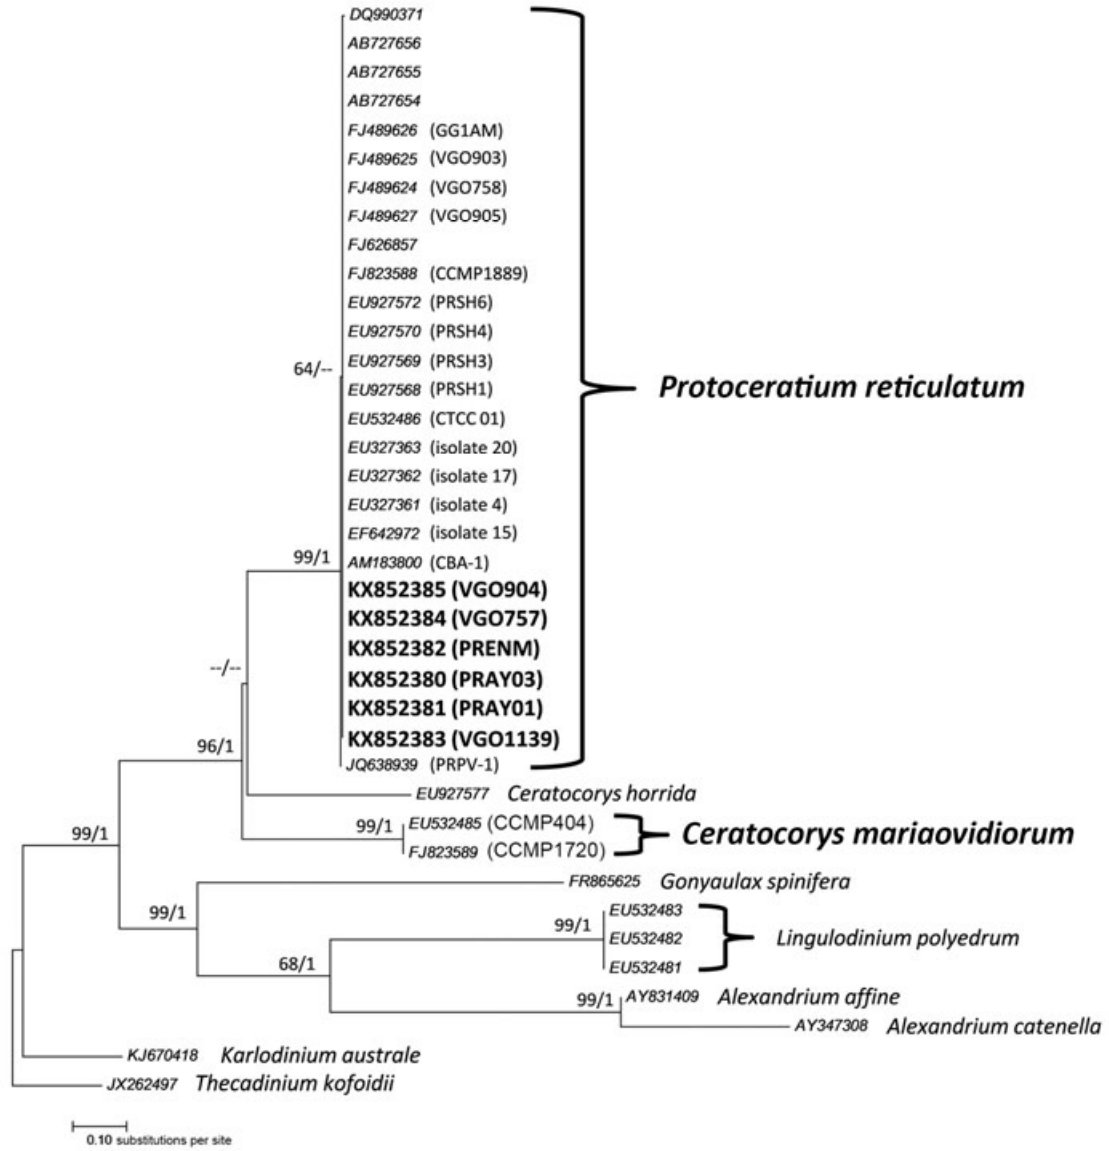 DQ990371
AB727656
AB727655
AB727654
FJ489626 (GG1AM)
FJ489625 (VGO903)
FJ489624 (VGO758)
FJ489627 (VGO905)
FJ626857
FJ823588 (CCMP1889)
EU927572 (PRSH6)
EU927570 (PRSH4)
64/--
EU927569 (PRSH3)
Protoceratium reticulatum
EU927568 (PRSH1)
EU532486 (CTCC 01)
EU327363 (isolate 20)
EU327362 (isolate 17)
EU327361 (isolate 4)
EF642972 (isolate 15)
99/1
AM183800 (CBA-1)
KX852385 (VGO904)
KX852384 (VGO757)
KX852382 (PRENM)
--/--
KX852380 (PRAY03)
KX852381 (PRAY01)
KX852383 (VGO1139)
96/1
JQ638939 (PRPV-1)
EU927577 Ceratocorys horrida
99/1
EU532485 (CCMP404)
99/1
Ceratocorys mariaovidiorum
FJ823589 (CCMP1720)
FR865625 Gonyaulax spinifera
99/1
EU532483
99/1
EU532482 Lingulodinium polyedrum
68/1
EU532481
99/1
AY831409 Alexandrium affine
AY347308 Alexandrium catenella
KJ670418 Karlodinium australe
JX262497 Thecadinium kofoidii
0.10 substitutions per site